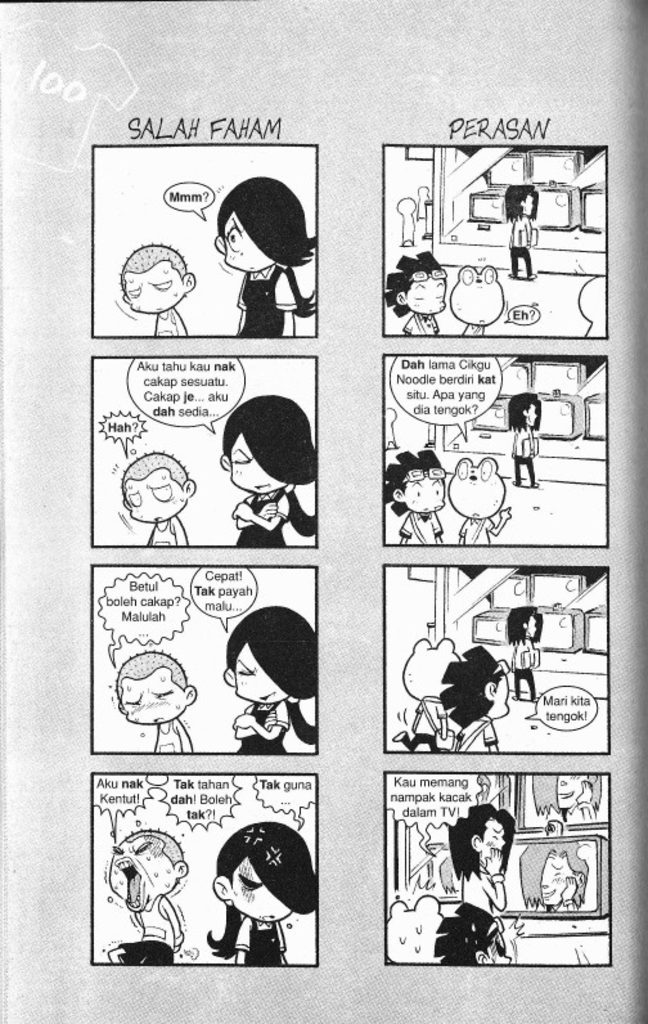 100
SALAH FAHAM
Mmm?
Aku tahu kau nak
cakap sesuatu.
Cakap je... aku
dah sedia...
Hah?
Betul
boleh cakap?
Malulah
...
Cepat!
Tak payah
malu...
Aku nak
Kentut!
Tak tahan
dah! Boleh
tak?!
Tak guna
...
PERASAN
Eh?
Dah lama Cikgu
Noodle berdiri kat
situ. Apa yang
dia tengok?
Mari kita
tengok!
Kau memang
nampak kacak
dalam TV!